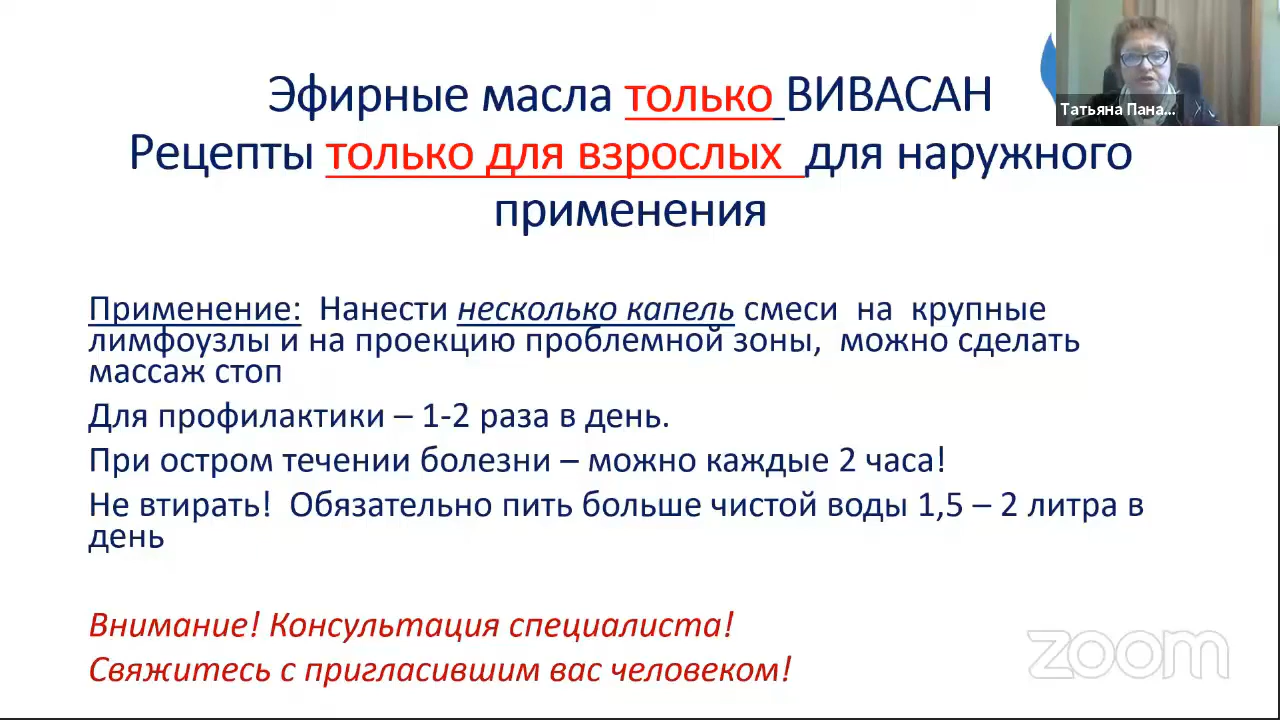 Эфирные масла только ВИВАСАН
Рецепты только для взрослых для наружного
применения
Татьяна Пана...
Применение: Нанести несколько капель смеси на крупные
лимфоузлы и на проекцию проблемной зоны, можно сделать
массаж стоп
Для профилактики – 1-2 раза в день.
При остром течении болезни – можно каждые 2 часа!
Не втирать! Обязательно пить больше чистой воды 1,5 – 2 литра в
день
Внимание! Консультация специалиста!
Свяжитесь с пригласившим вас человеком!
zoom